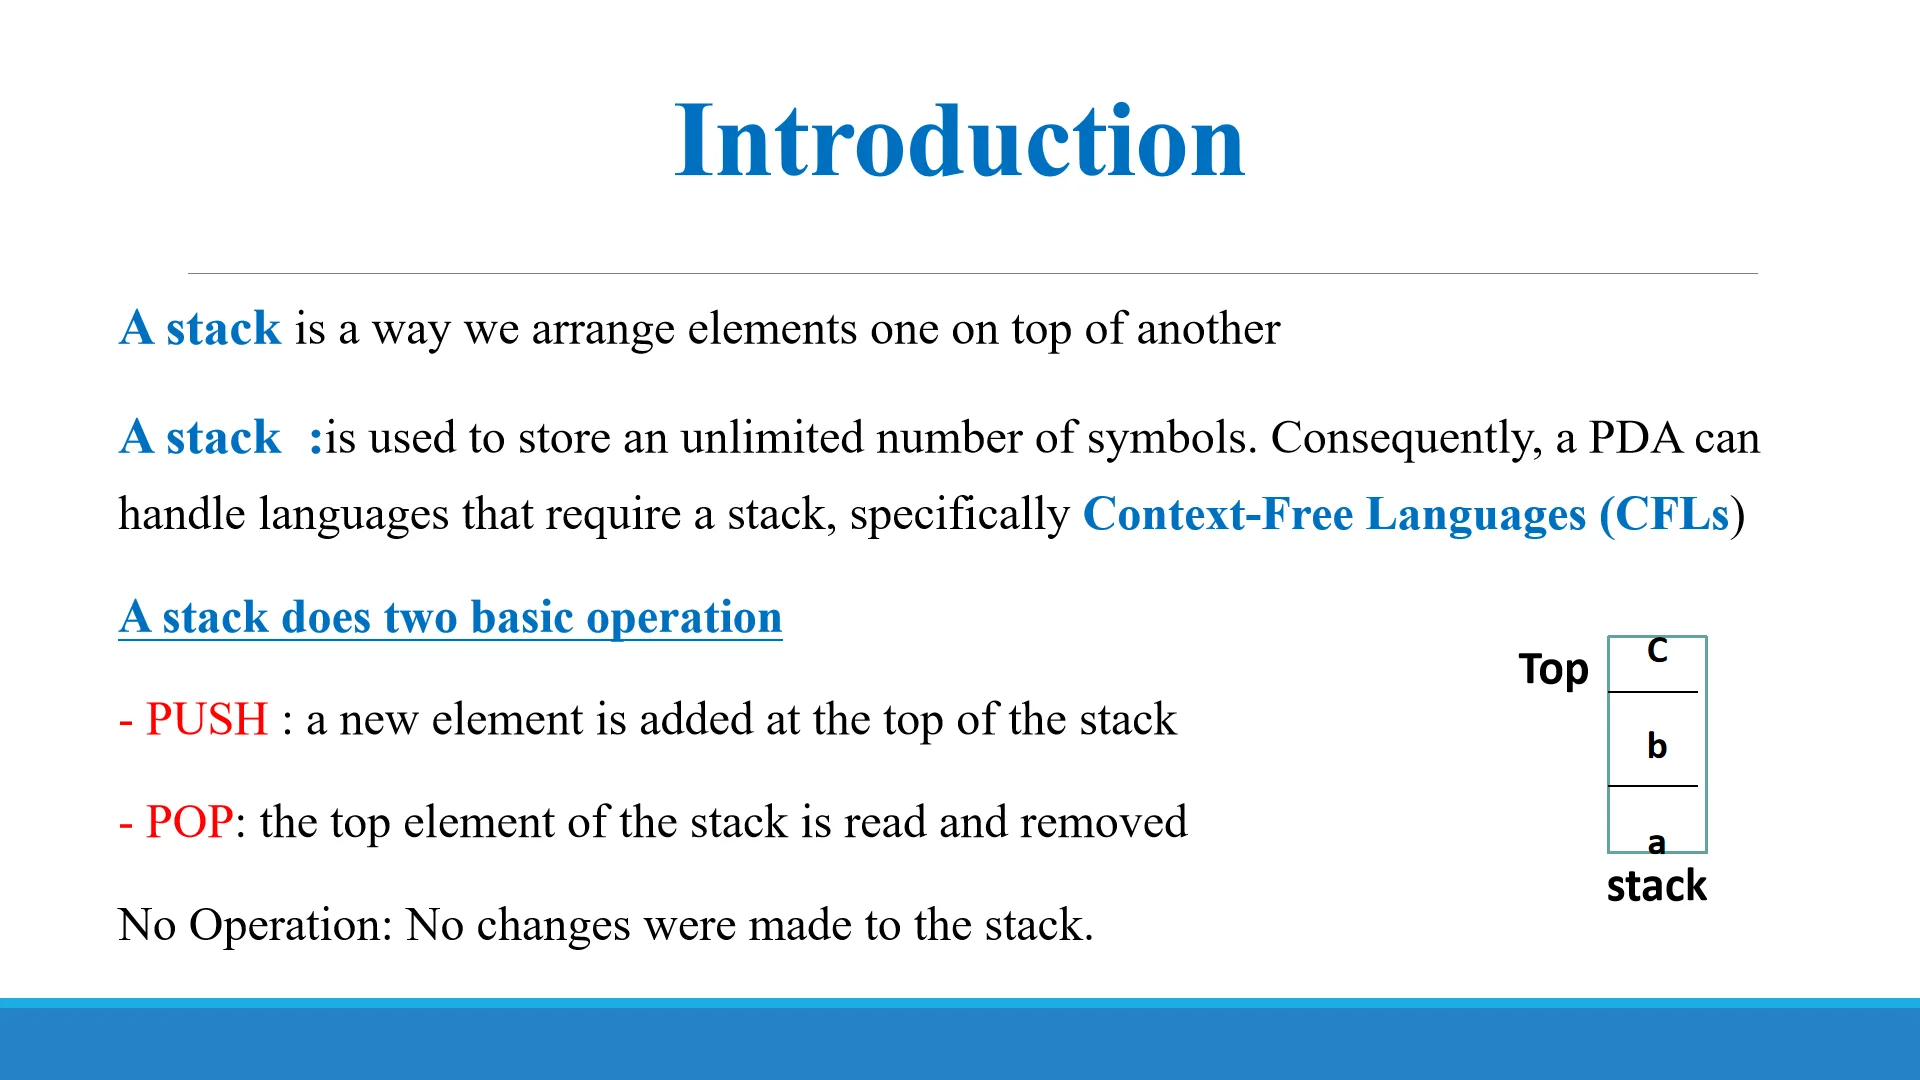 Introduction
A stack is a way we arrange elements one on top of another
A stack :is used to store an unlimited number of symbols. Consequently, a PDA can
handle languages that require a stack, specifically Context-Free Languages (CFLs)
A stack does two basic operation
- PUSH : a new element is added at the top of the stack
- POP: the top element of the stack is read and removed
No Operation: No changes were made to the stack.
Top
C
b
a
stack